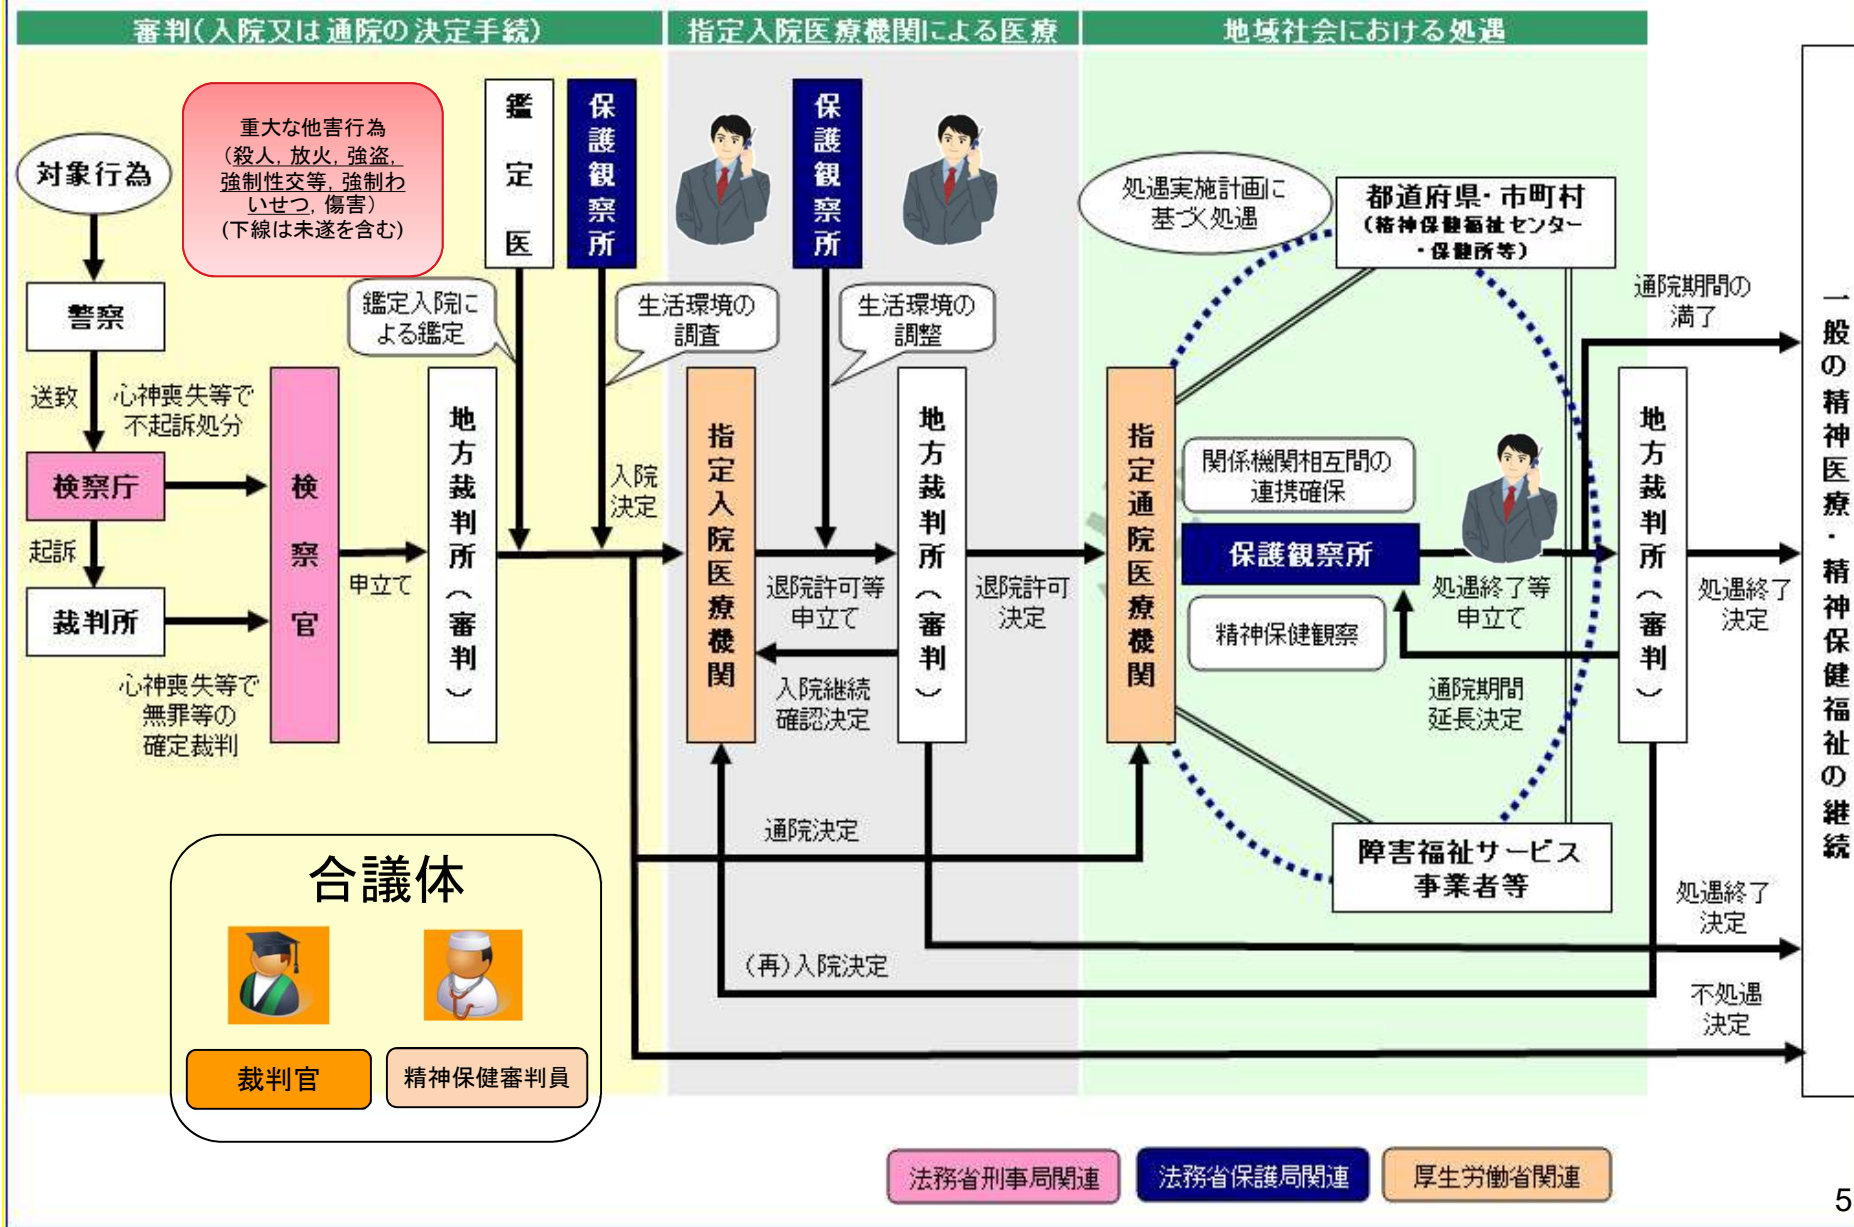 審判(入院又は通院の決定手続)
指定入院医療機関による医療
地域社会における処遇
対象行為
重大な他害行為
(殺人, 放火, 強盗,
強制性交等, 強制わ
いせつ, 傷害)
(下線は未遂を含む)
鑑定医
保護観察所
鑑定入院に
よる鑑定
生活環境の
調査
警察
送致
心神喪失等で
不起訴処分
検察庁
起訴
裁判所
心神喪失等で
無罪等の
確定裁判
検察官
申立て
地方裁判所(審判)
入院
決定
保護観察所
生活環境の
調整
指定入院医療機関
退院許可等
申立て
入院継続
確認決定
地方裁判所(審判)
退院許可
決定
通院決定
(再)入院決定
処遇実施計画に
基づく処遇
都道府県・市町村
(精神保健福祉センター
・保健所等)
指定通院医療機関
関係機関相互間の
連携確保
保護観察所
精神保健観察
処遇終了等
申立て
通院期間
延長決定
障害福祉サービス
事業者等
地方裁判所(審判)
通院期間の
満了
処遇終了
決定
処遇終了
決定
不処遇
決定
一般の精神医療・精神保健福祉の継続
合議体
裁判官
精神保健審判員
法務省刑事局関連
法務省保護局関連
厚生労働省関連
5